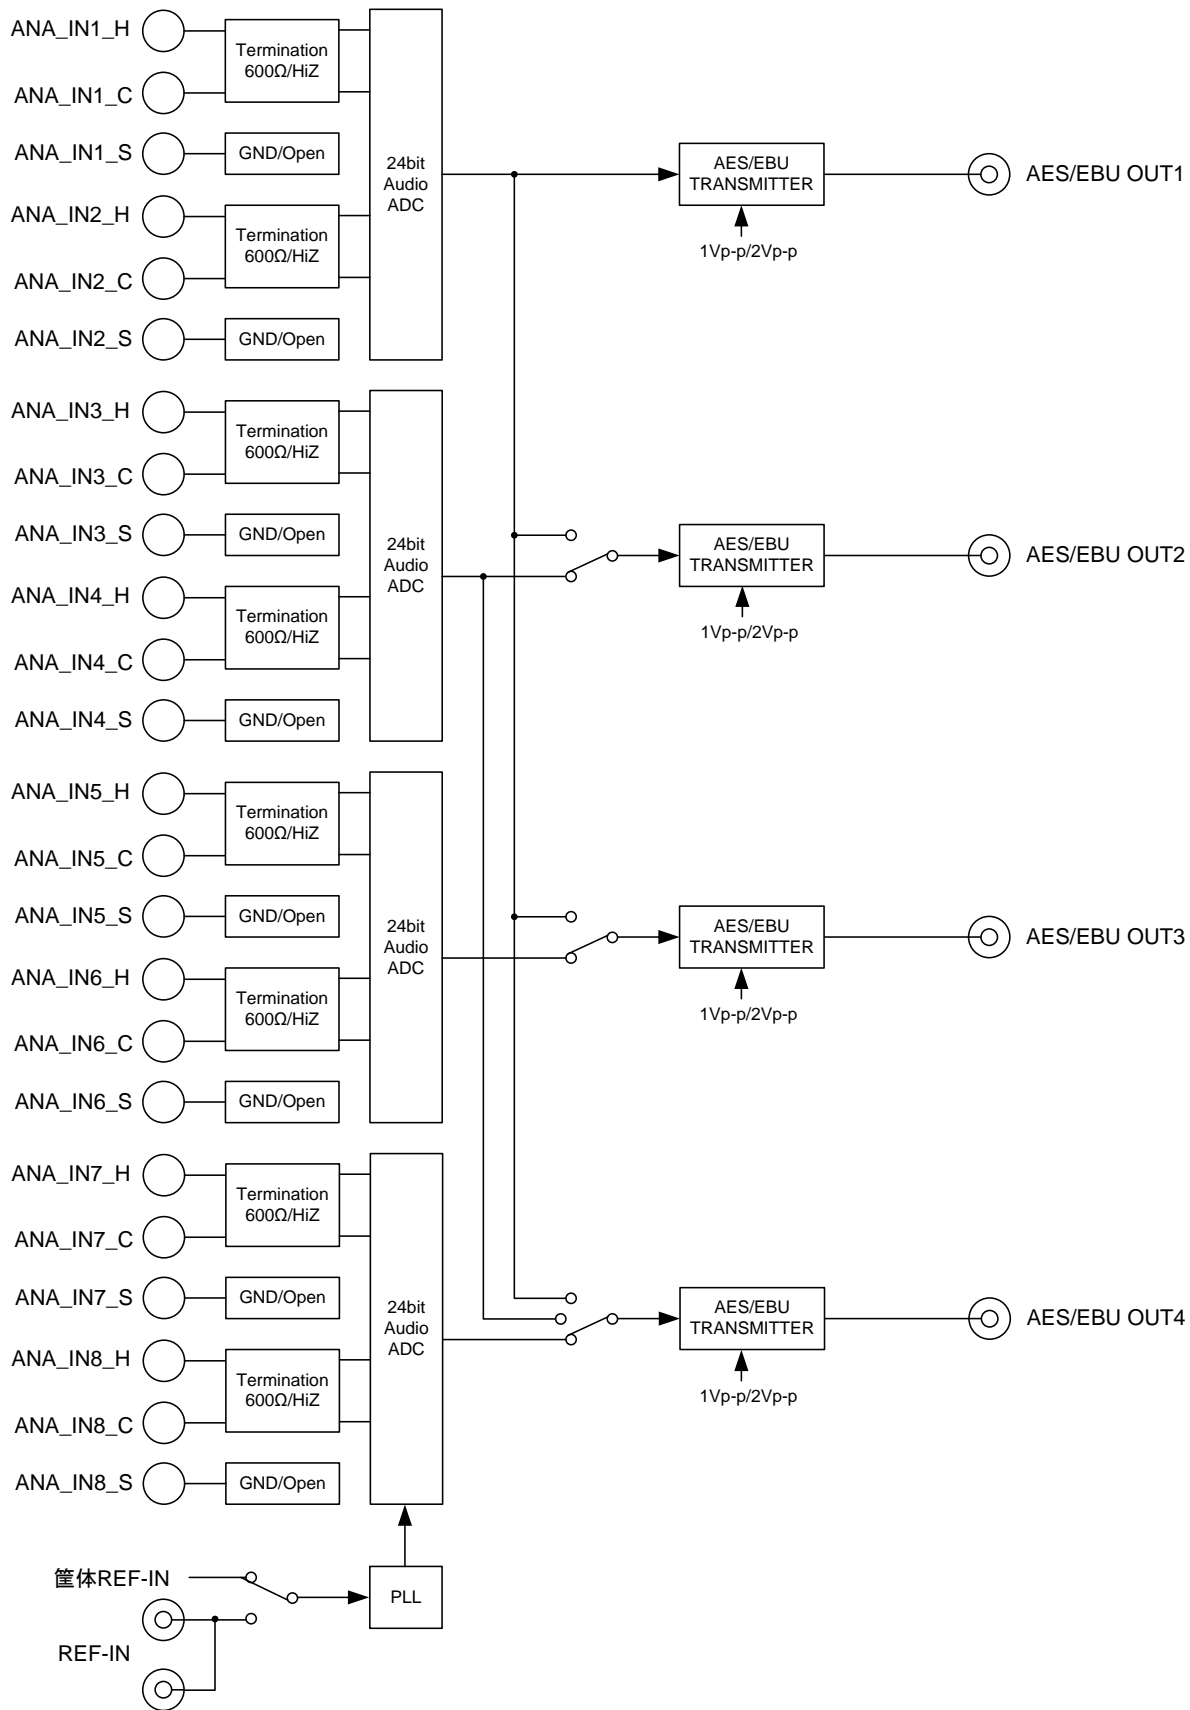 ANA_IN1_H
Termination
600Ω/HiZ
ANA_IN1_C
ANA_IN1_S
GND/Open
ANA_IN2_H
Termination
600Ω/HiZ
ANA_IN2_C
ANA_IN2_S
GND/Open
24bit
Audio
ADC
AES/EBU
TRANSMITTER
1Vp-p/2Vp-p
AES/EBU OUT1
ANA_IN3_H
Termination
600Ω/HiZ
ANA_IN3_C
ANA_IN3_S
GND/Open
ANA_IN4_H
Termination
600Ω/HiZ
ANA_IN4_C
ANA_IN4_S
GND/Open
24bit
Audio
ADC
AES/EBU
TRANSMITTER
1Vp-p/2Vp-p
AES/EBU OUT2
ANA_IN5_H
Termination
600Ω/HiZ
ANA_IN5_C
ANA_IN5_S
GND/Open
ANA_IN6_H
Termination
600Ω/HiZ
ANA_IN6_C
ANA_IN6_S
GND/Open
24bit
Audio
ADC
AES/EBU
TRANSMITTER
1Vp-p/2Vp-p
AES/EBU OUT3
ANA_IN7_H
Termination
600Ω/HiZ
ANA_IN7_C
ANA_IN7_S
GND/Open
ANA_IN8_H
Termination
600Ω/HiZ
ANA_IN8_C
ANA_IN8_S
GND/Open
24bit
Audio
ADC
AES/EBU
TRANSMITTER
1Vp-p/2Vp-p
AES/EBU OUT4
筐体REF-IN
PLL
REF-IN